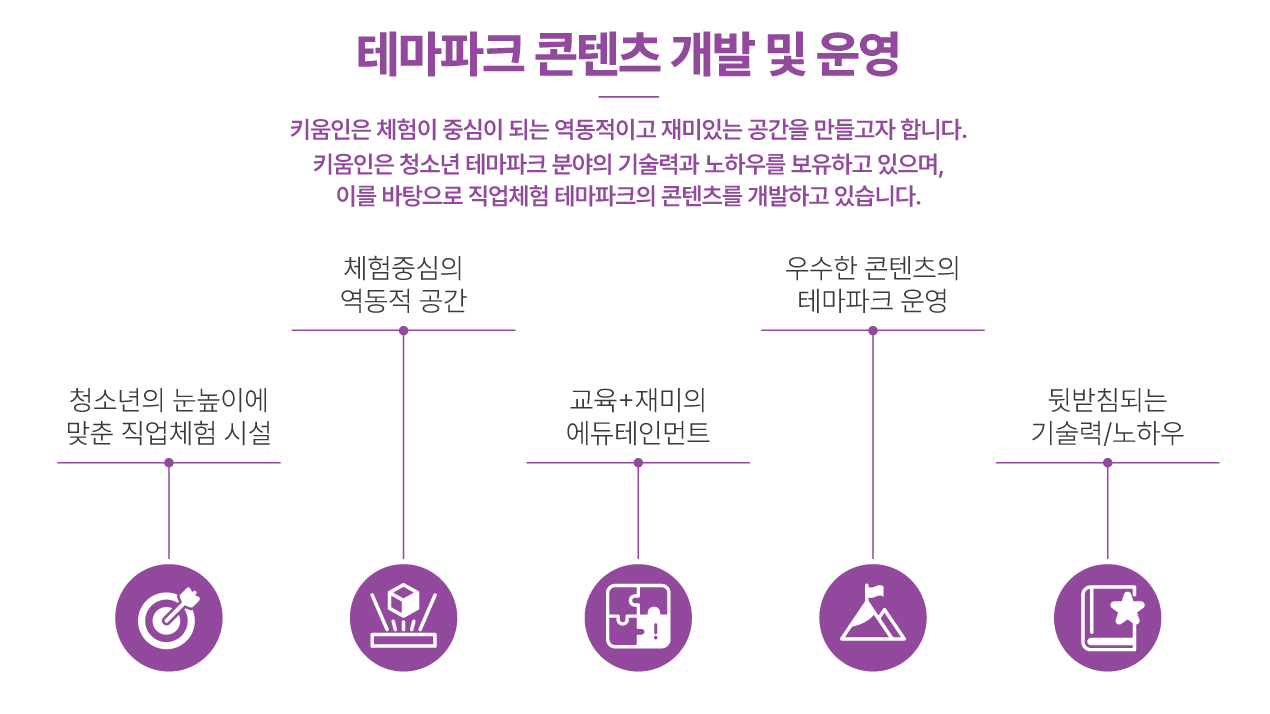 테마파크 콘텐츠 개발 및 운영
키움인은 체험이 중심이 되는 역동적이고 재미있는 공간을 만들고자 합니다.
키움인은 청소년 테마파크 분야의 기술력과 노하우를 보유하고 있으며,
이를 바탕으로 직업체험 테마파크의 콘텐츠를 개발하고 있습니다.
청소년의 눈높이에
맞춘 직업체험 시설
체험중심의
역동적 공간
교육+재미의
에듀테인먼트
우수한 콘텐츠의
테마파크 운영
뒷받침되는
기술력/노하우